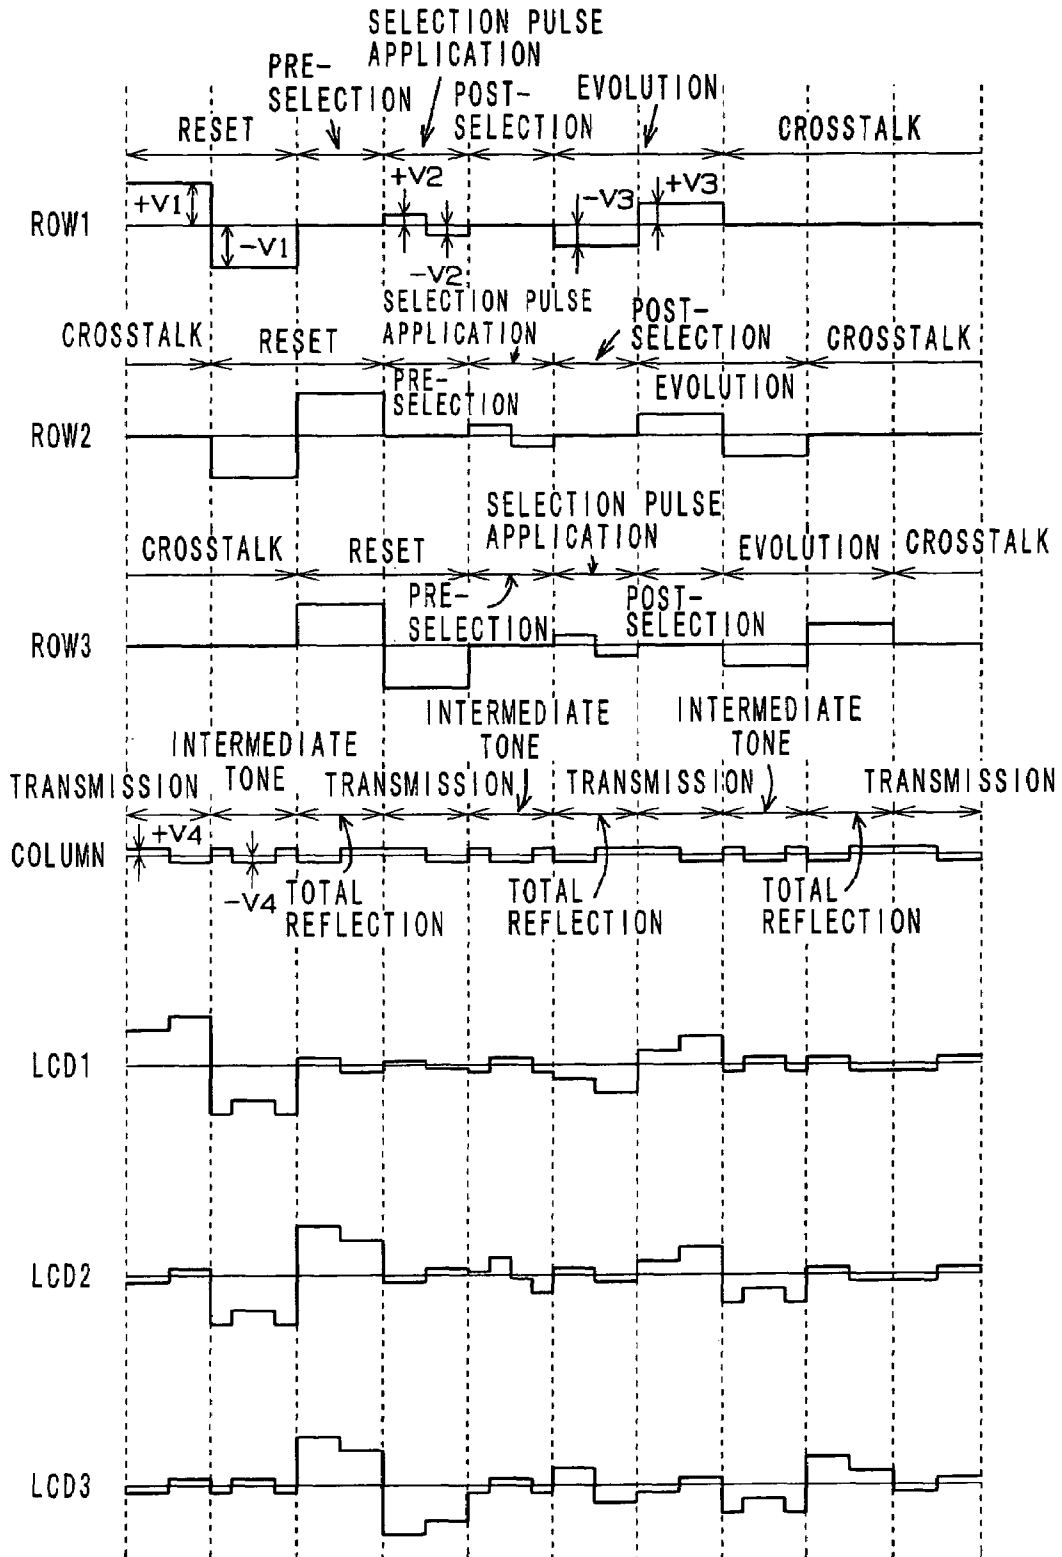 SELECTION PULSE
APPLICATION
PRE-
SELECTION
POST-
SELECTION
EVOLUTION
RESET
CROSSTALK
+V2
-V3
+V3
+V1
ROW1
-V1
-V2
SELECTION PULSE
APPLICATION
POST-
SELECTION
CROSSTALK
RESET
CROSSTALK
PRE-
SELECTION
EVOLUTION
ROW2
SELECTION PULSE
APPLICATION
CROSSTALK
RESET
EVOLUTION
CROSSTALK
PRE-
SELECTION
POST-
SELECTION
ROW3
INTERMEDIATE
TONE
INTERMEDIATE
TONE
INTERMEDIATE
TONE
TRANSMISSION
TRANSMISSION
TRANSMISSION
TRANSMISSION
+V4
COLUMN
-V4
TOTAL
REFLECTION
TOTAL
REFLECTION
TOTAL
REFLECTION
LCD1
LCD2
LCD3